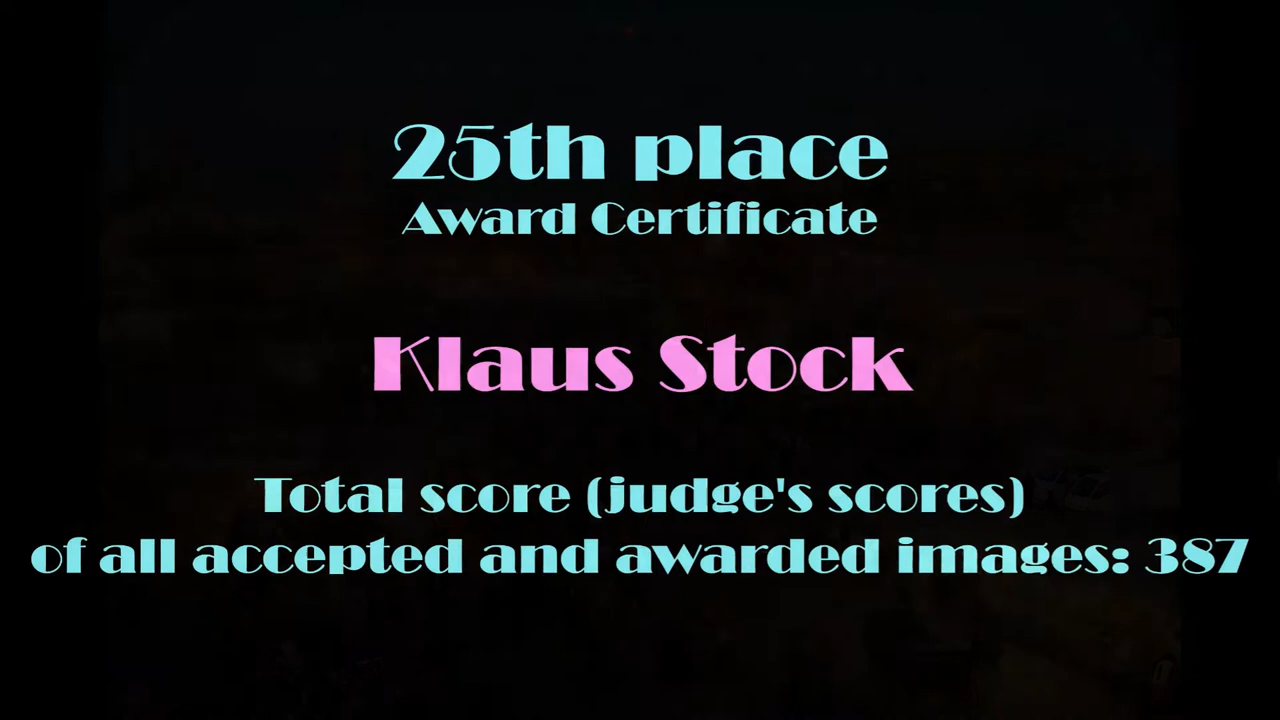 25th place
Award Certificate
Klaus Stock
Total score (judge's scores)
of all accepted and awarded images: 387